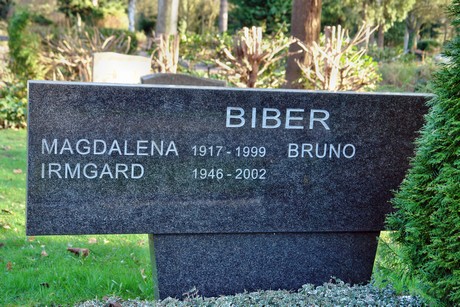 BIBER
MAGDALENA 1917 - 1999 BRUNO
IRMGARD 1946 - 2002